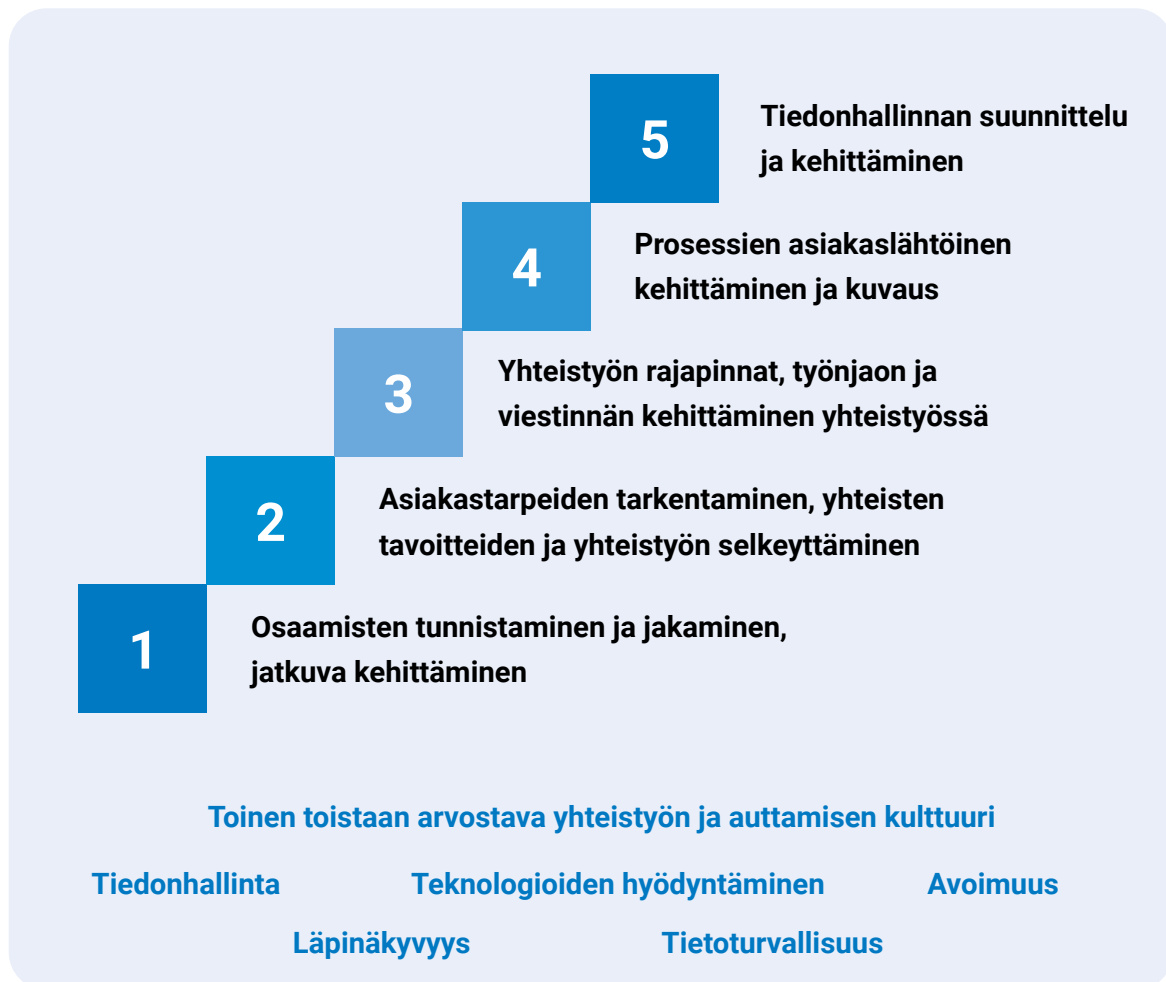 5
Tiedonhallinnan suunnittelu
ja kehittäminen
4
Prosessien asiakaslähtöinen
kehittäminen ja kuvaus
3
Yhteistyön rajapinnat, työnjaon ja
viestinnän kehittäminen yhteistyössä
2
Asiakastarpeiden tarkentaminen, yhteisten
tavoitteiden ja yhteistyön selkeyttäminen
1
Osaamisten tunnistaminen ja jakaminen,
jatkuva kehittäminen
Toinen toistaan arvostava yhteistyön ja auttamisen kulttuuri
Tiedonhallinta Teknologioiden hyödyntäminen Avoimuus
Läpinäkyvyys Tietoturvallisuus